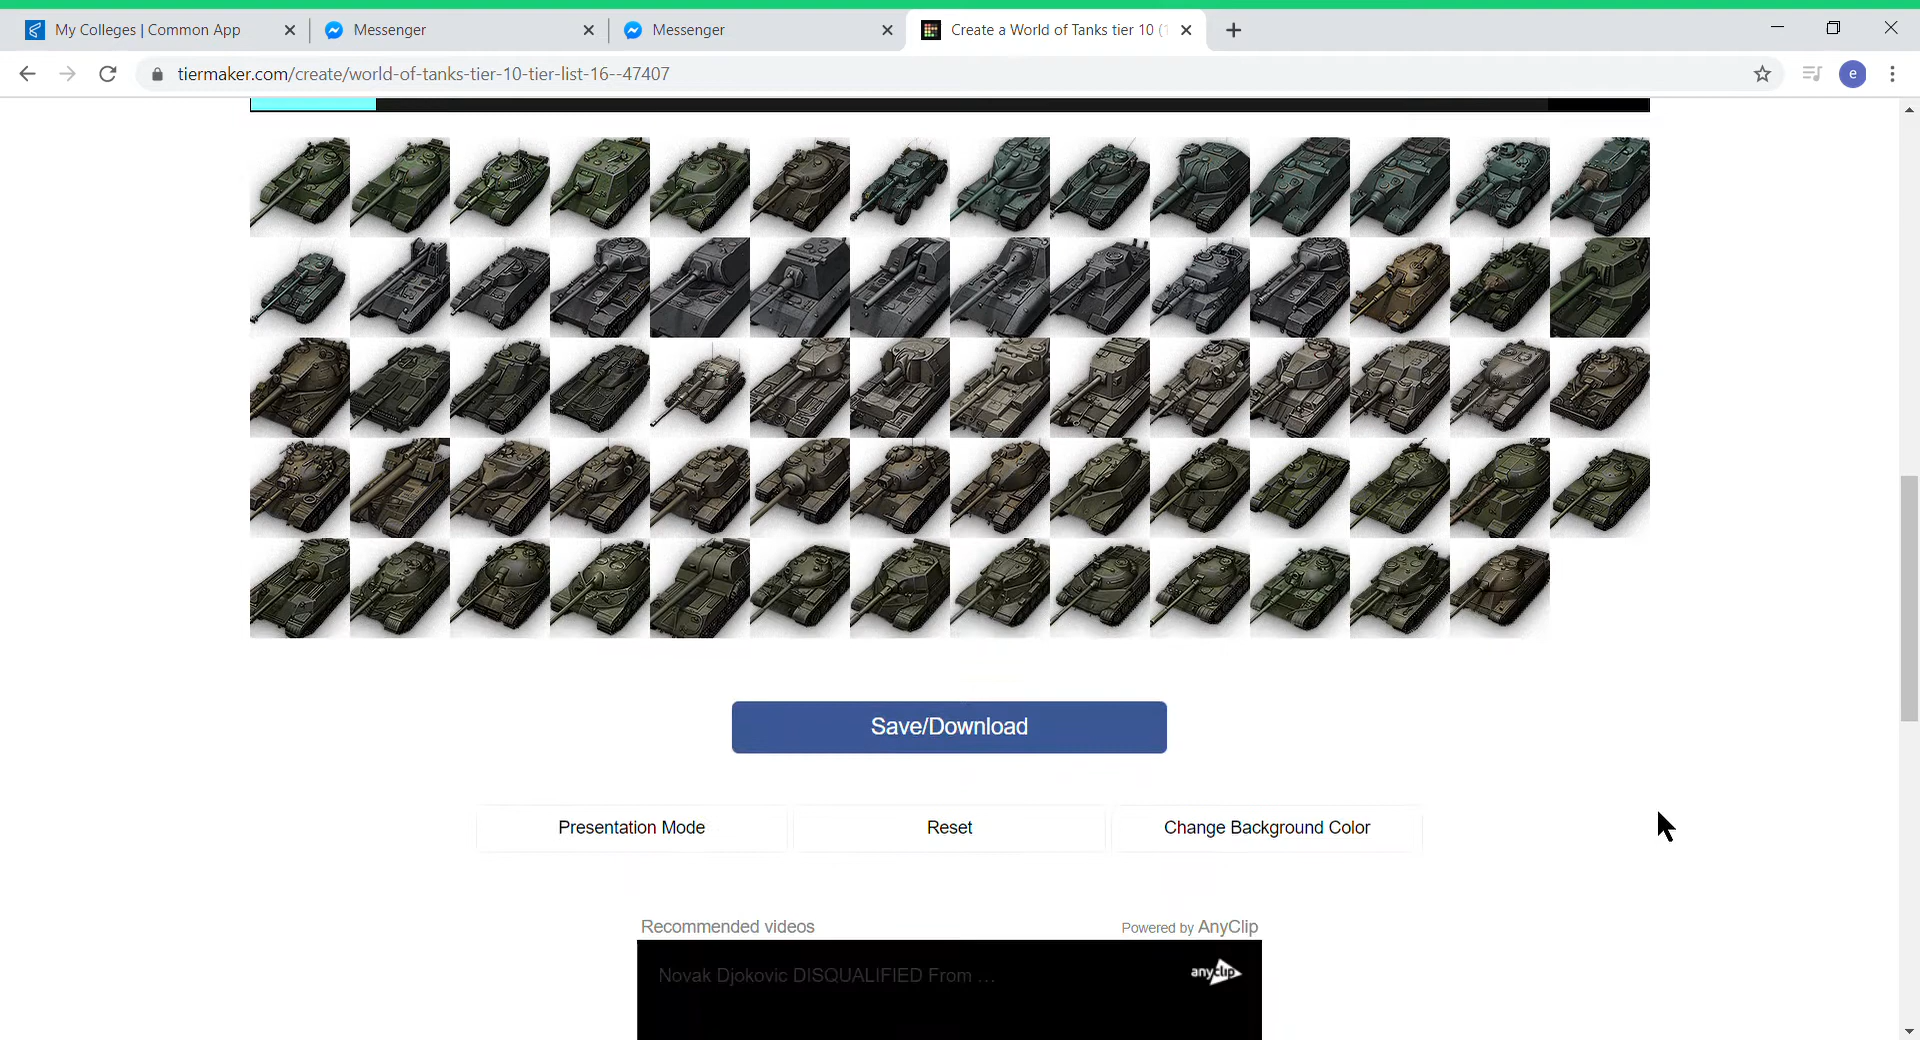 My Colleges | Common App
Messenger
Messenger
Create a World of Tanks tier 10 (1
tiermaker.com/create/world-of-tanks-tier-10-tier-list-16--47407
e
Save/Download
Presentation Mode
Reset
Change Background Color
Recommended videos
Powered by AnyClip
Novak Djokovic DISQUALIFIED From ...
anyclip